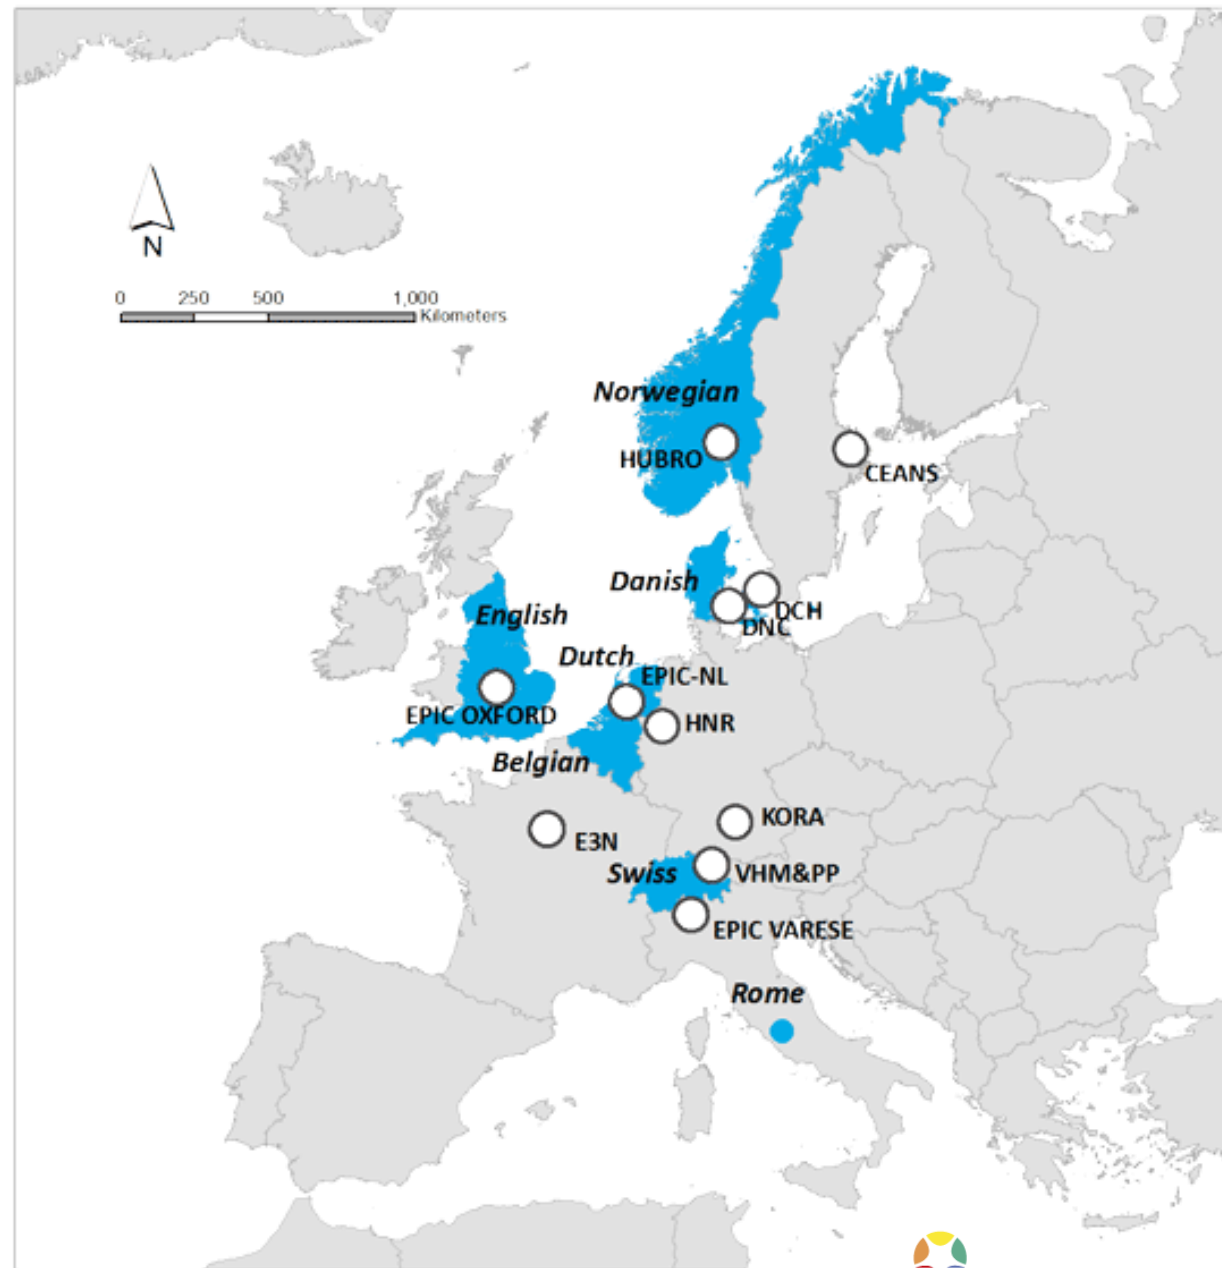 N
0 250 500 1,000
Kilometers
Norwegian
HUBRO
CEANS
Danish
DCH
DNC
English
Dutch
EPIC-NL
EPIC OXFORD
HNR
Belgian
KORA
E3N
Swiss
VHM&PP
EPIC VARESE
Rome